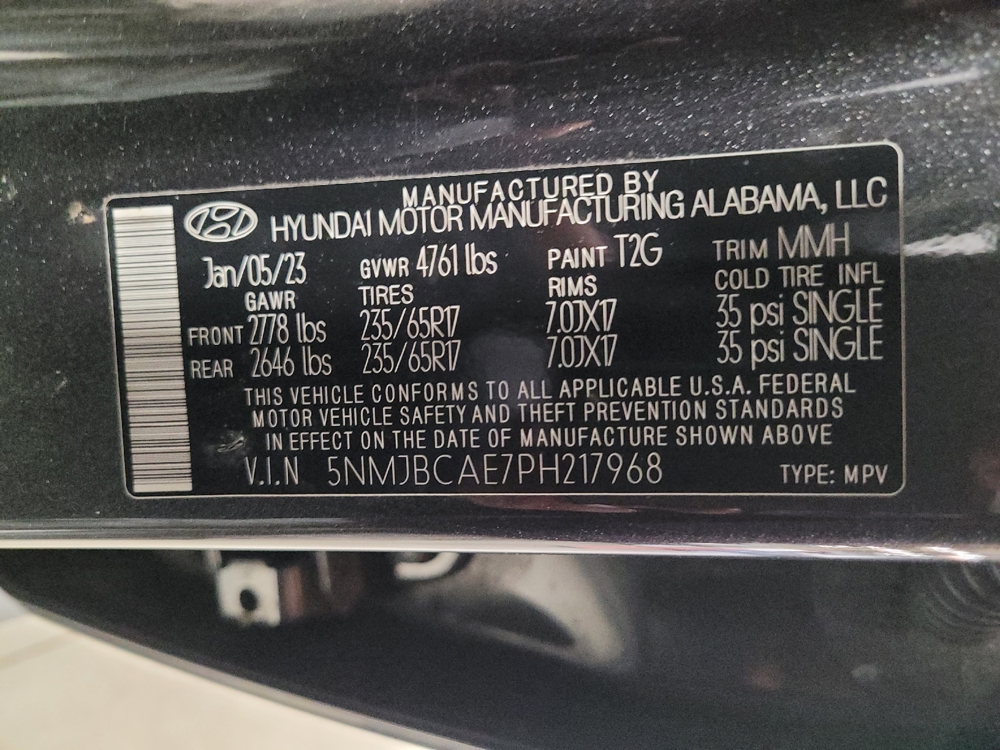 MANUFACTURED BY
HYUNDAI MOTOR MANUFACTURING ALABAMA, LLC
Jan/05/23 GVWR 4761 lbs PAINT T2G TRIM MMH
GAWR TIRES RIMS COLD TIRE INFL
FRONT 2778 lbs 235/65R17 7.0JX17 35 psi SINGLE
REAR 2646 lbs 235/65R17 7.0JX17 35 psi SINGLE
THIS VEHICLE CONFORMS TO ALL APPLICABLE U.S.A. FEDERAL
MOTOR VEHICLE SAFETY AND THEFT PREVENTION STANDARDS
IN EFFECT ON THE DATE OF MANUFACTURE SHOWN ABOVE
V.I.N 5NMJBCAE7PH217968 TYPE: MPV